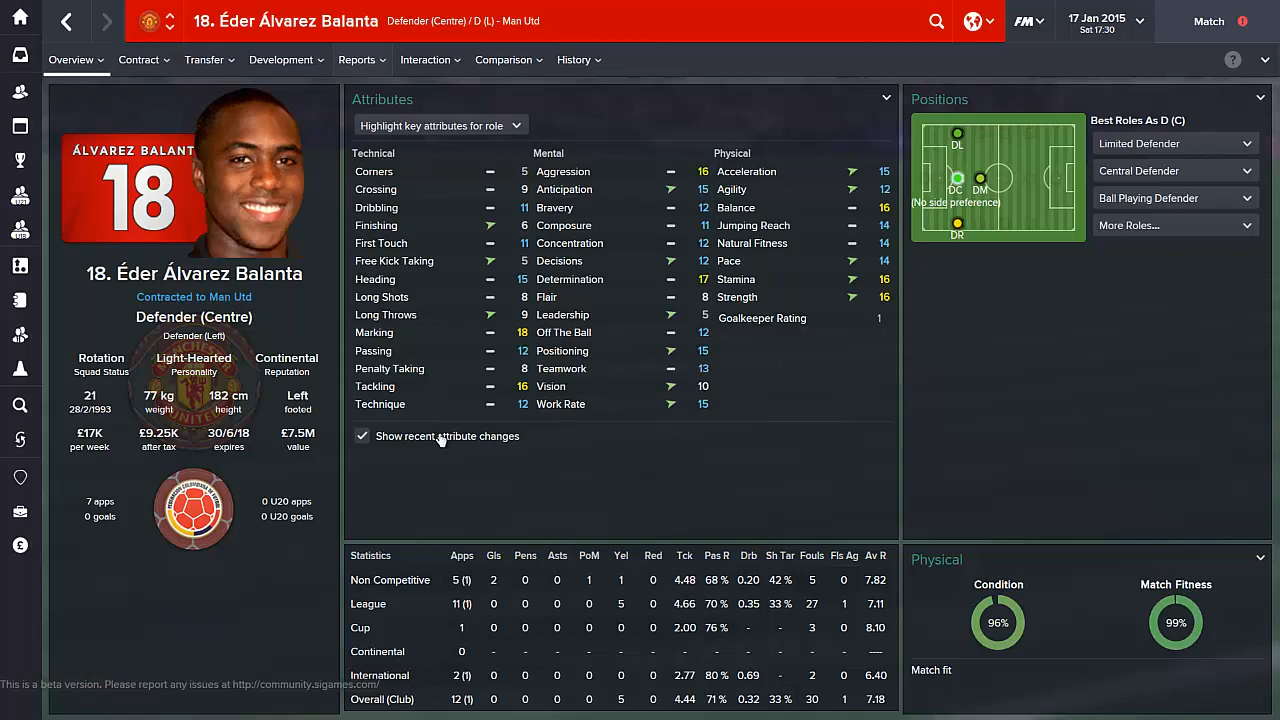 18. Éder Álvarez Balanta
Defender (Centre) / D (L) - Man Utd
FM
17 Jan 2015
Sat 17:30
Match
Overview
Contract
Transfer
Development
Reports
Interaction
Comparison
History
?
ÁLVAREZ BALANT
18
18. Éder Álvarez Balanta
Contracted to Man Utd
Defender (Centre)
Defender (Left)
Rotation Light-Hearted Continental
Squad Status Personality Reputation
21 77 kg 182 cm Left
28/2/1993 weight height footed
£17K £9.25K 30/6/18 £7.5M
per week after tax expires value
7 apps 0 U20 apps
0 goals 0 U20 goals
Attributes
Highlight key attributes for role
Technical Mental Physical
Corners 5 Aggression 16 Acceleration 15
Crossing 9 Anticipation 15 Agility 12
Dribbling 11 Bravery 12 Balance 16
Finishing 6 Composure 11 Jumping Reach 14
First Touch 11 Concentration 12 Natural Fitness 14
Free Kick Taking 5 Decisions 12 Pace 14
Heading 15 Determination 17 Stamina 16
Long Shots 8 Flair 8 Strength 16
Long Throws 9 Leadership 5 Goalkeeper Rating 1
Marking 18 Off The Ball 12
Passing 12 Positioning 15
Penalty Taking 8 Teamwork 13
Tackling 16 Vision 10
Technique 12 Work Rate 15
Show recent attribute changes
Positions
DL
DC DM
(No side preference)
DR
Best Roles As D (C)
Limited Defender
Central Defender
Ball Playing Defender
More Roles...
Statistics Apps Gls Pens Asts PoM Yel Red Tck Pas R Drb Sh Tar Fouls Fls Ag Av R
Non Competitive 5 (1) 2 0 0 1 1 0 4.48 68 % 0.20 42 % 5 0 7.82
League 11 (1) 0 0 0 0 5 0 4.66 70 % 0.35 33 % 27 1 7.11
Cup 1 0 0 0 0 0 0 2.00 76 % - - 3 0 8.10
Continental 0 - - - - - - - - - - - - ----
International 2 (1) 0 0 0 0 0 0 2.77 80 % 0.69 - 2 0 6.40
Overall (Club) 12 (1) 0 0 0 0 5 0 4.44 71 % 0.32 33 % 30 1 7.18
Physical
Condition Match Fitness
96% 99%
Match fit
This is a beta version. Please report any issues at http://community.sigames.com/